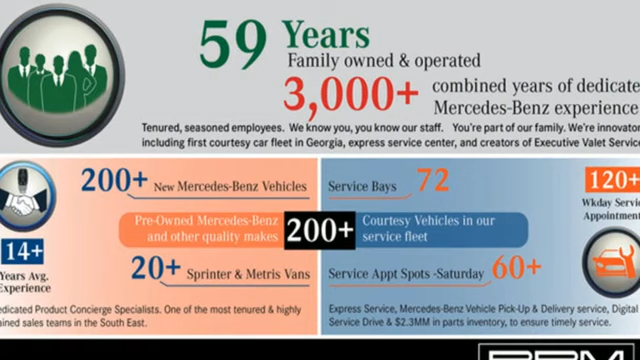 59 Years
Family owned & operated
3,000+ combined years of dedicate
Mercedes-Benz experience
Tenured, seasoned employees. We know you, you know our staff. You're part of our family. We're innovato
including first courtesy car fleet in Georgia, express service center, and creators of Executive Valet Service
200+ New Mercedes-Benz Vehicles
Pre-Owned Mercedes-Benz
and other quality makes
200+
20+ Sprinter & Metris Vans
14+
Years Avg.
Experience
edicated Product Concierge Specialists. One of the most tenured & highly
ained sales teams in the South East.
Service Bays 72
Courtesy Vehicles in our
service fleet
Service Appt Spots -Saturday 60+
120+
Wkday Servic
Appointment
Express Service, Mercedes-Benz Vehicle Pick-Up & Delivery service, Digital
Service Drive & $2.3MM in parts inventory, to ensure timely service.